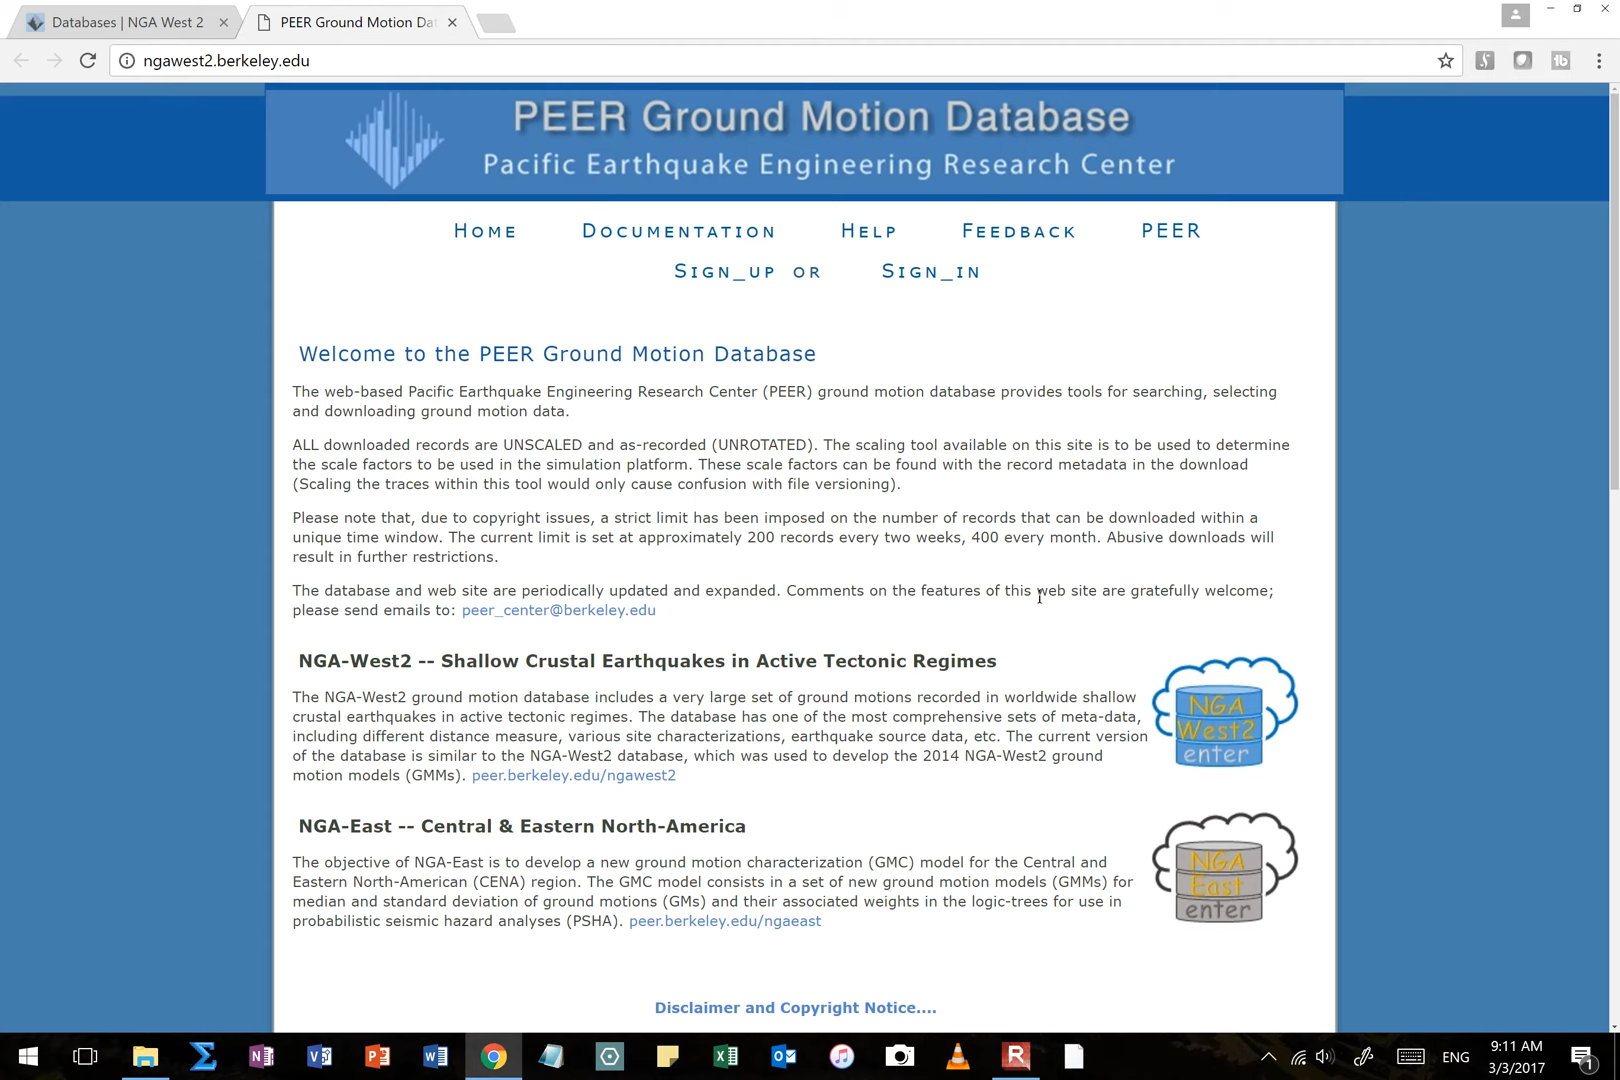 Databases | NGA West 2
PEER Ground Motion Dat
ngawest2.berkeley.edu
PEER Ground Motion Database
Pacific Earthquake Engineering Research Center
Home Documentation Help Feedback PEER
Sign_up or Sign_in
Welcome to the PEER Ground Motion Database
The web-based Pacific Earthquake Engineering Research Center (PEER) ground motion database provides tools for searching, selecting
and downloading ground motion data.
ALL downloaded records are UNSCALED and as-recorded (UNROTATED). The scaling tool available on this site is to be used to determine
the scale factors to be used in the simulation platform. These scale factors can be found with the record metadata in the download
(Scaling the traces within this tool would only cause confusion with file versioning).
Please note that, due to copyright issues, a strict limit has been imposed on the number of records that can be downloaded within a
unique time window. The current limit is set at approximately 200 records every two weeks, 400 every month. Abusive downloads will
result in further restrictions.
The database and web site are periodically updated and expanded. Comments on the features of this web site are gratefully welcome;
please send emails to: peer_center@berkeley.edu
NGA-West2 -- Shallow Crustal Earthquakes in Active Tectonic Regimes
The NGA-West2 ground motion database includes a very large set of ground motions recorded in worldwide shallow
crustal earthquakes in active tectonic regimes. The database has one of the most comprehensive sets of meta-data,
including different distance measure, various site characterizations, earthquake source data, etc. The current version
of the database is similar to the NGA-West2 database, which was used to develop the 2014 NGA-West2 ground
motion models (GMMs). peer.berkeley.edu/ngawest2
NGA
West2
enter
NGA-East -- Central & Eastern North-America
The objective of NGA-East is to develop a new ground motion characterization (GMC) model for the Central and
Eastern North-American (CENA) region. The GMC model consists in a set of new ground motion models (GMMs) for
median and standard deviation of ground motions (GMs) and their associated weights in the logic-trees for use in
probabilistic seismic hazard analyses (PSHA). peer.berkeley.edu/ngaeast
NGA
East
enter
Disclaimer and Copyright Notice....
ENG
9:11 AM
3/3/2017
1